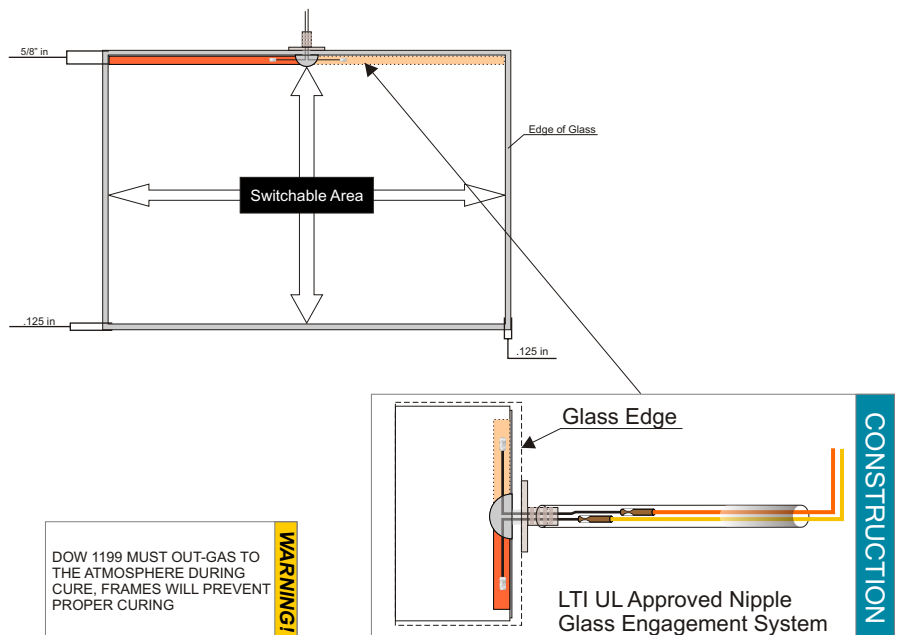 5/8" in
Edge of Glass
Switchable Area
.125 in
.125 in
Glass Edge
CONSTRUCTION
LTI UL Approved Nipple
Glass Engagement System
DOW 1199 MUST OUT-GAS TO
THE ATMOSPHERE DURING
CURE, FRAMES WILL PREVENT
PROPER CURING
WARNING!